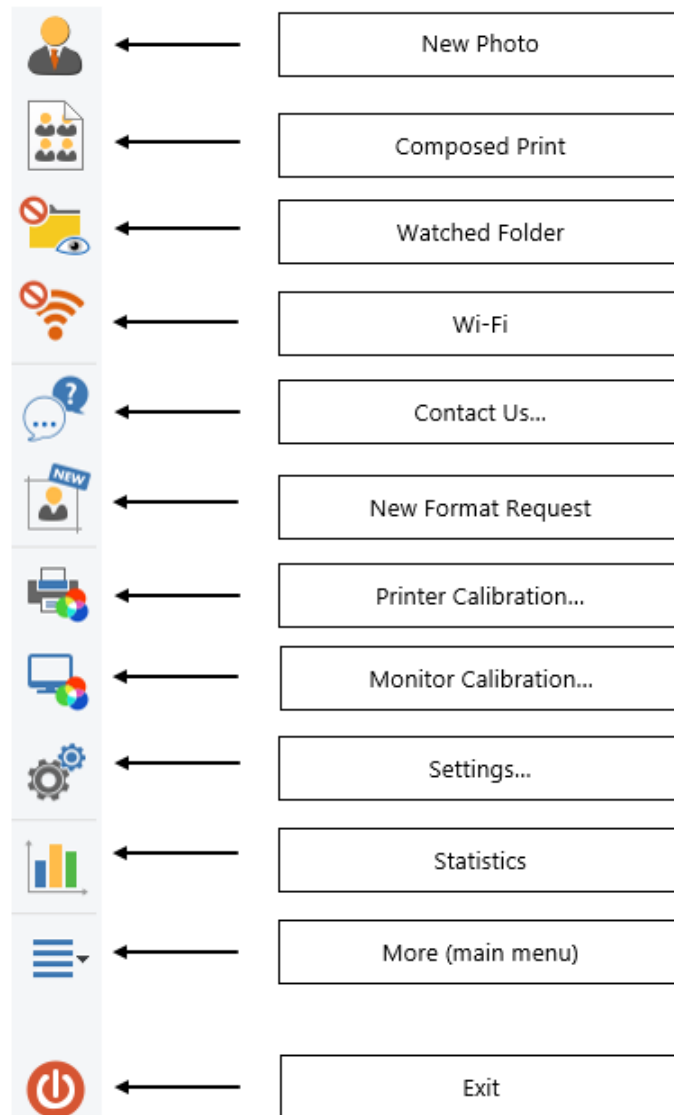 New Photo
Composed Print
Watched Folder
Wi-Fi
?
...
Contact Us...
NEW
New Format Request
Printer Calibration...
Monitor Calibration...
Settings...
Statistics
More (main menu)
Exit